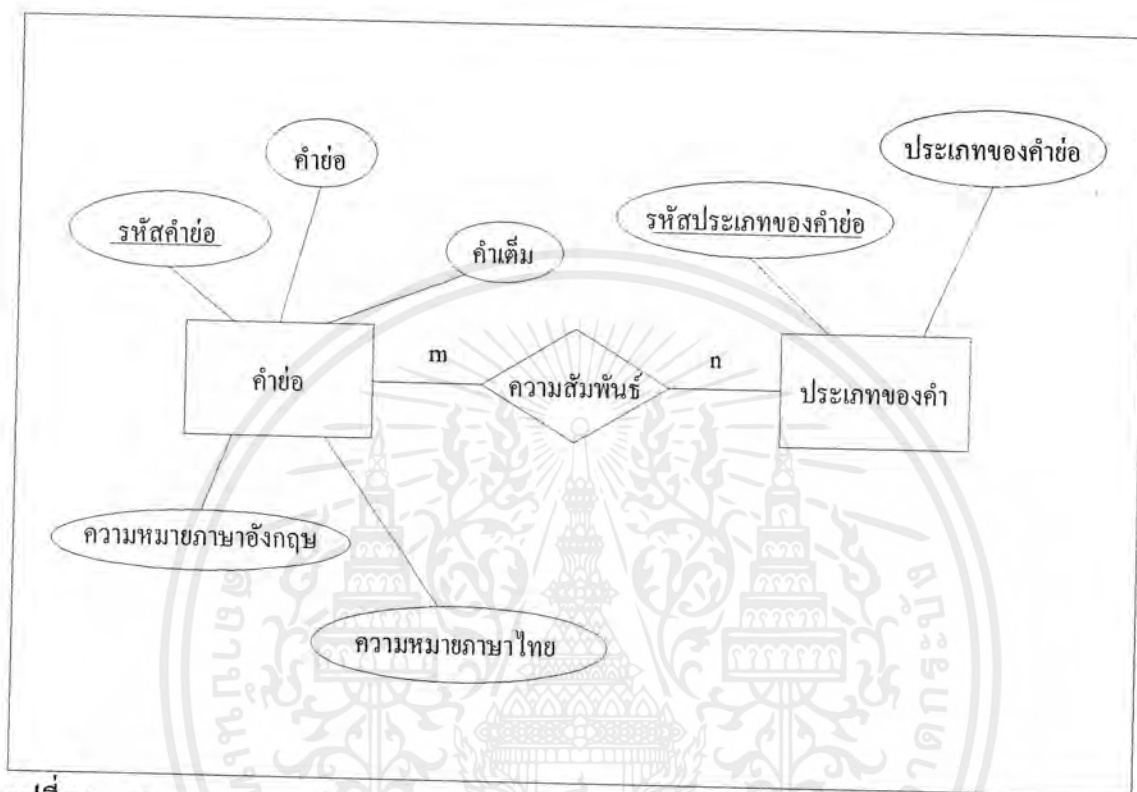 คำย่อ
ประเภทของคำย่อ
รหัสคำย่อ
รหัสประเภทของคำย่อ
คำเต็ม
m
n
คำย่อ
ความสัมพันธ์
ประเภทของคำ
ความหมายภาษาอังกฤษ
ความหมายภาษาไทย